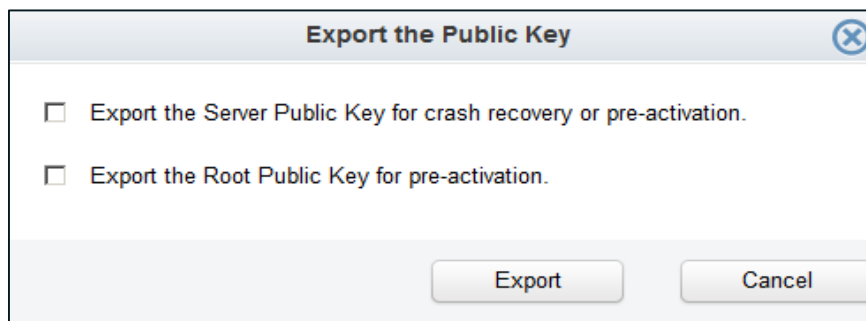 Export the Public Key
Export the Server Public Key for crash recovery or pre-activation.
Export the Root Public Key for pre-activation.
Export
Cancel